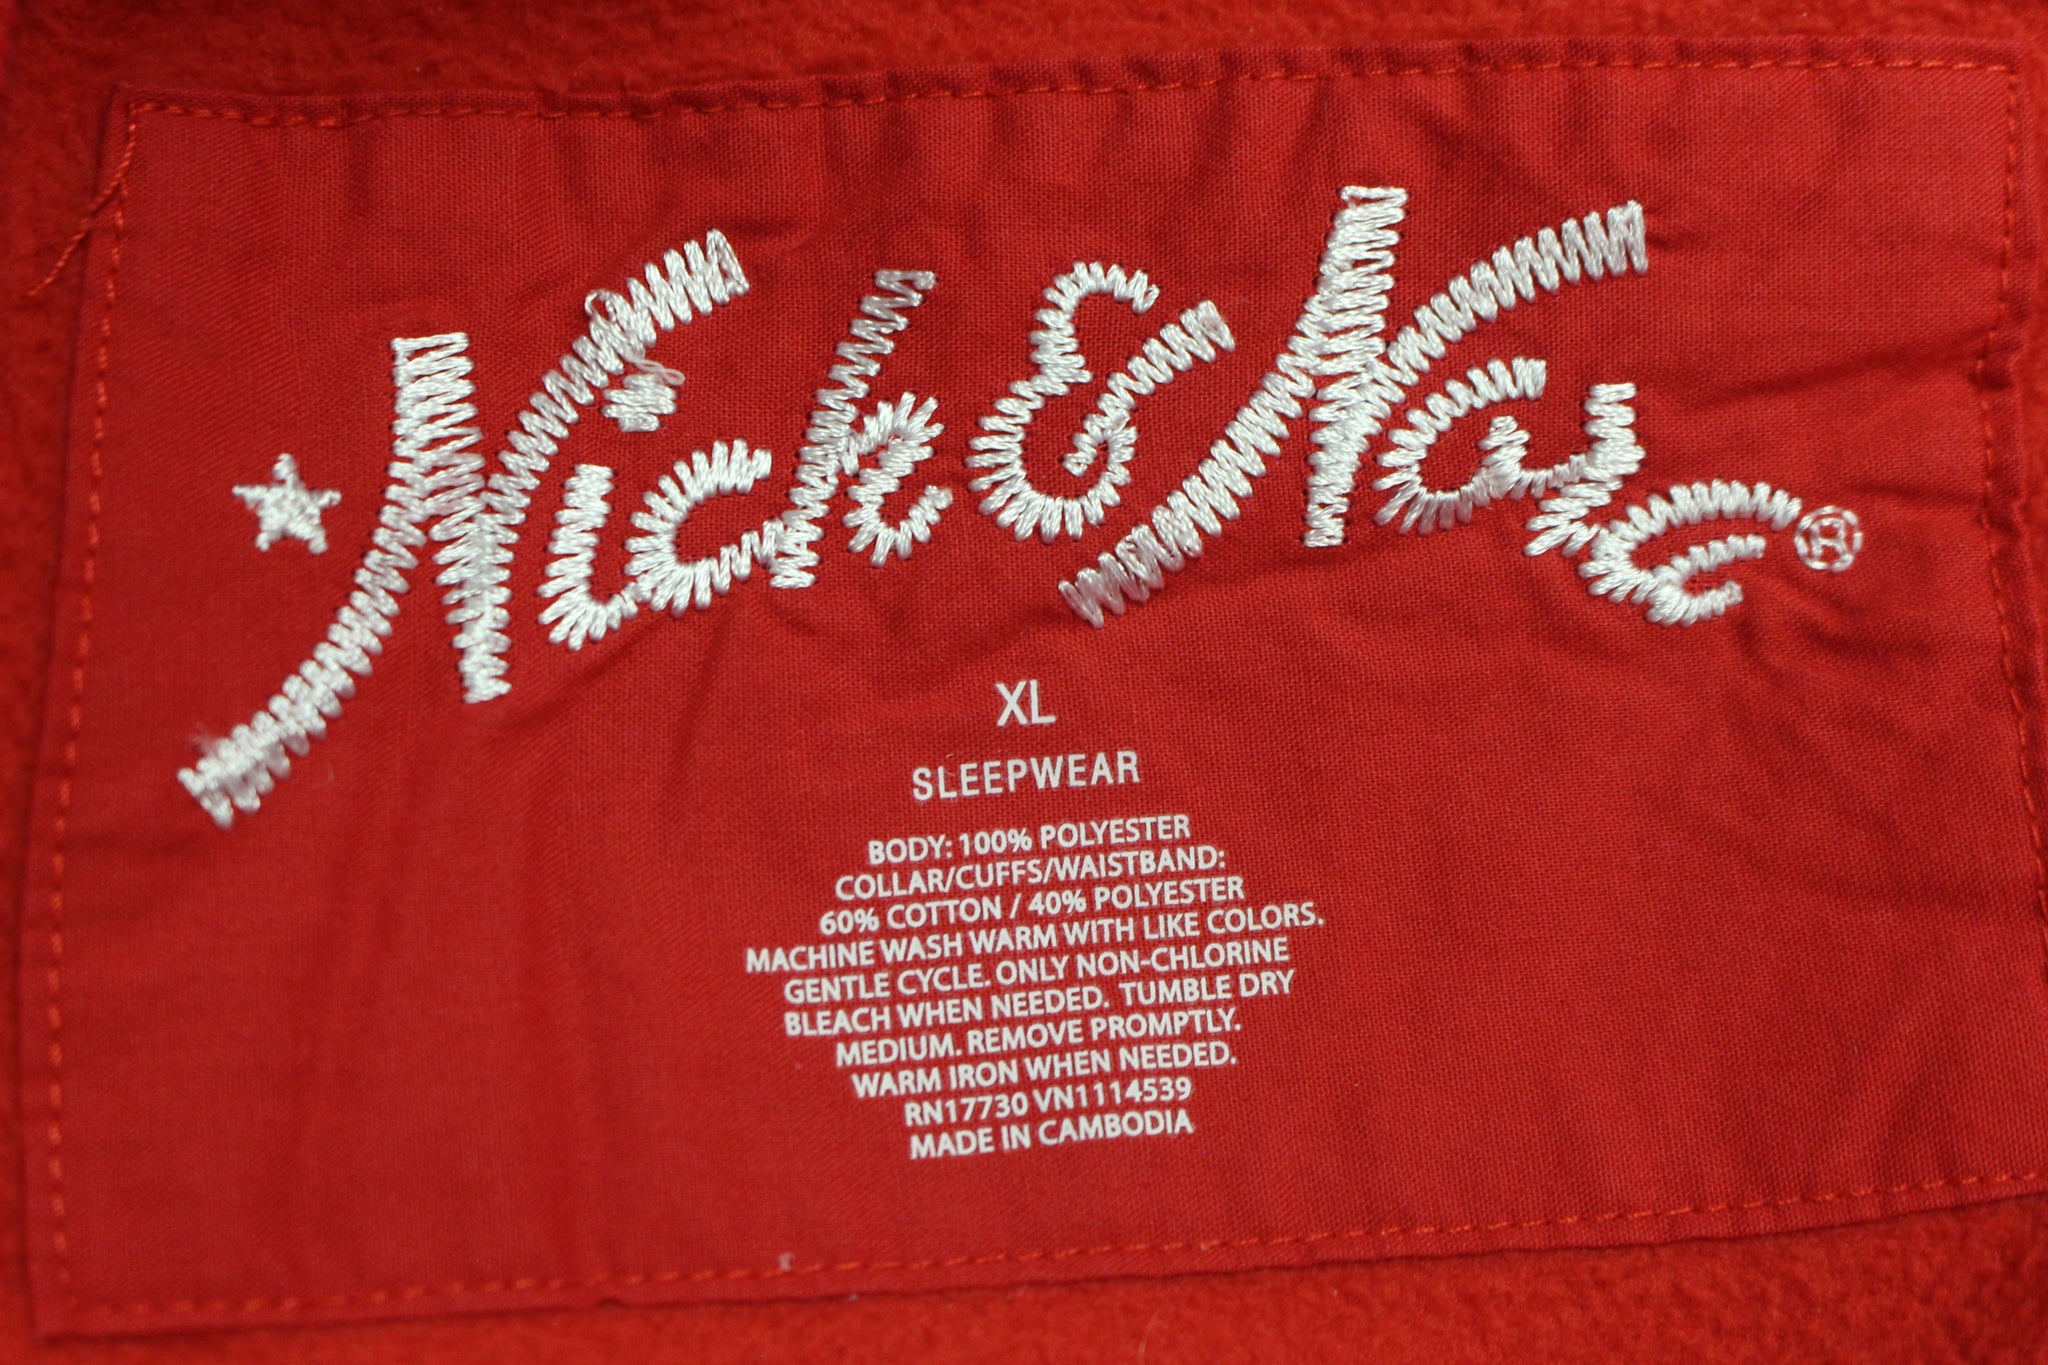 Nick & Nac ®
XL
SLEEPWEAR
BODY: 100% POLYESTER
COLLAR/CUFFS/WAISTBAND:
60% COTTON / 40% POLYESTER
MACHINE WASH WARM WITH LIKE COLORS.
GENTLE CYCLE. ONLY NON-CHLORINE
BLEACH WHEN NEEDED. TUMBLE DRY
MEDIUM. REMOVE PROMPTLY.
WARM IRON WHEN NEEDED.
RN17730 VN1114539
MADE IN CAMBODIA